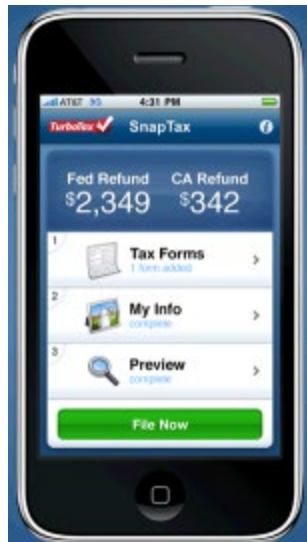 AT&T 3G 4:31 PM
TurboTax SnapTax
Fed Refund CA Refund
$2,349 $342
1
Tax Forms
1 form added
2
My Info
complete
3
Preview
complete
File Now